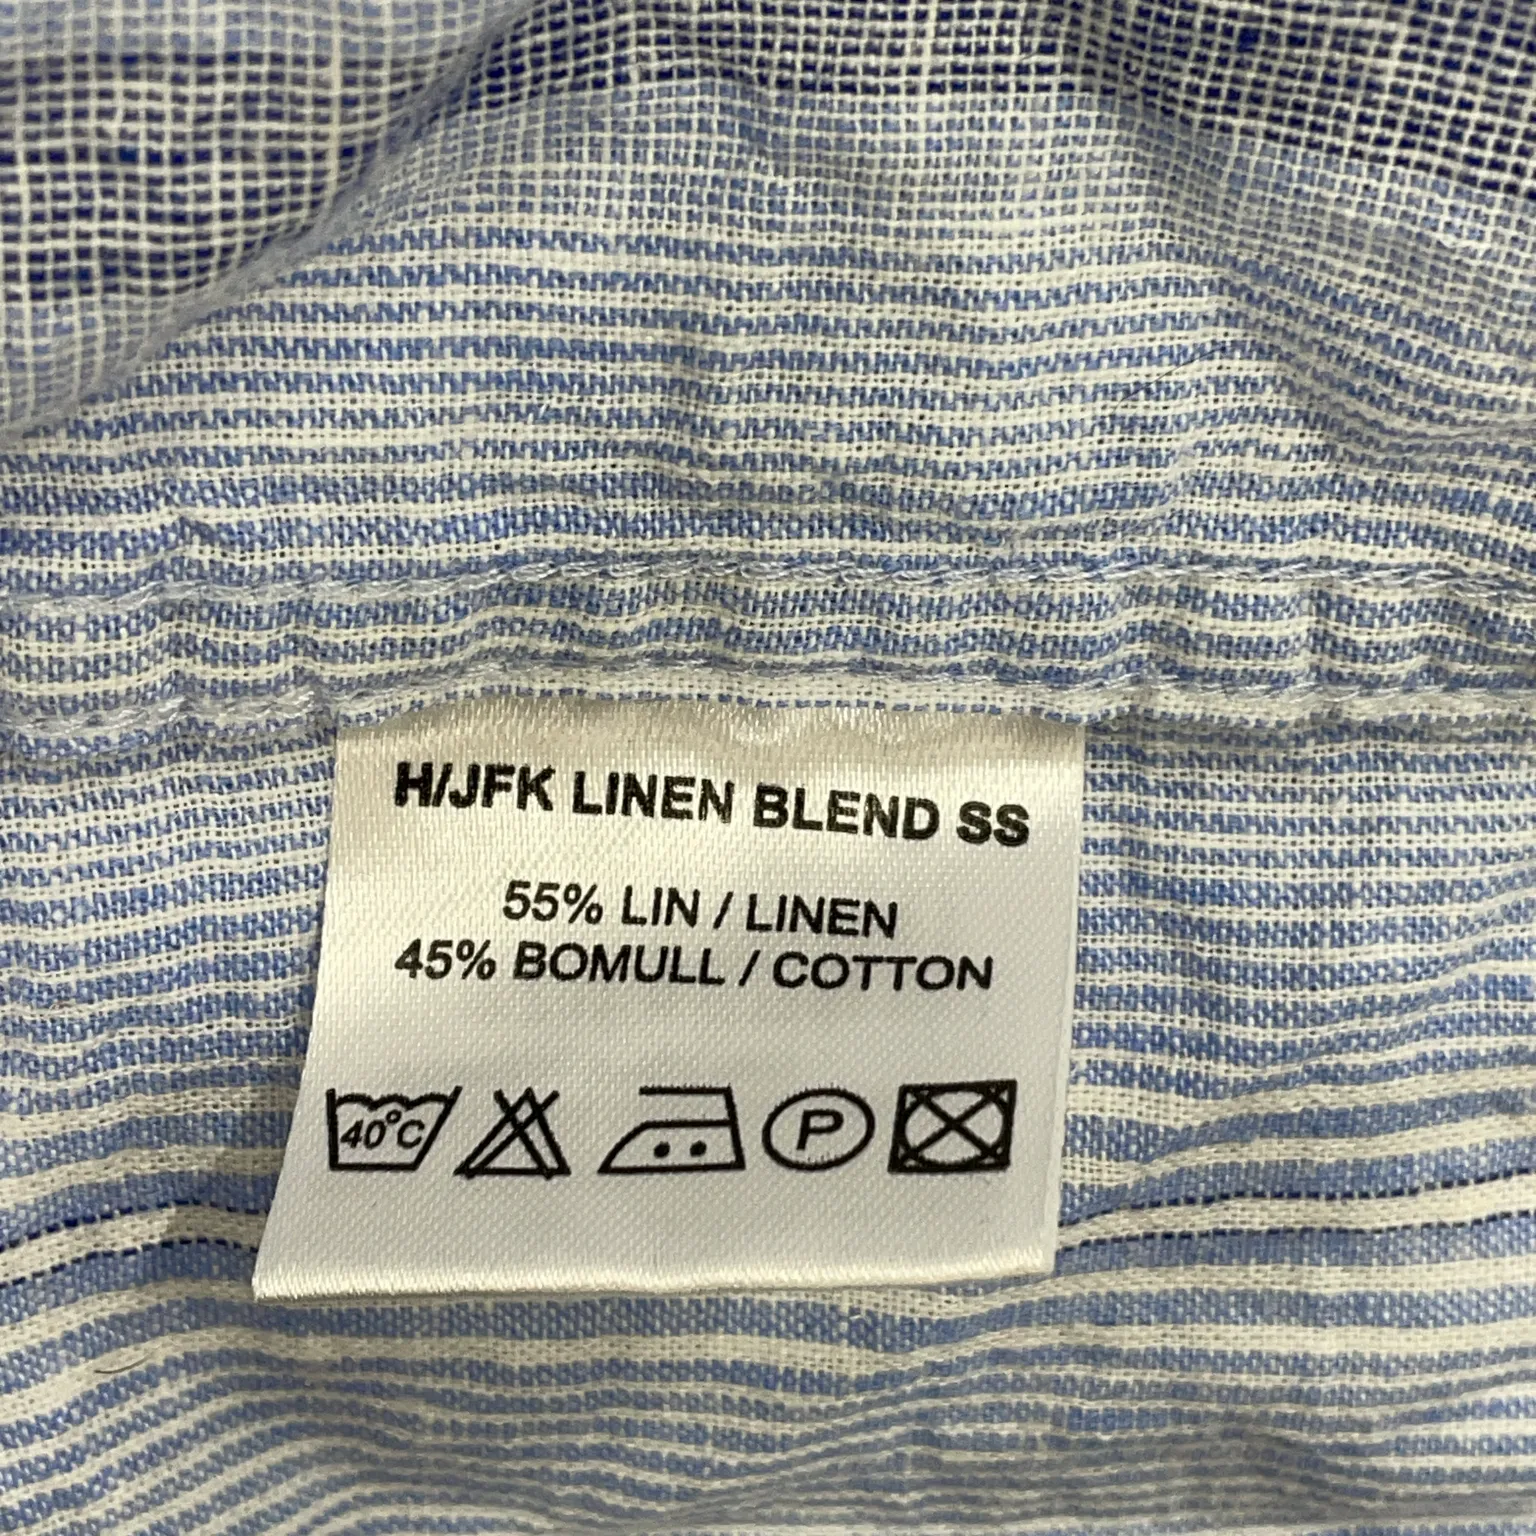 H/JFK LINEN BLEND SS
55% LIN / LINEN
45% BOMULL / COTTON
40°C P